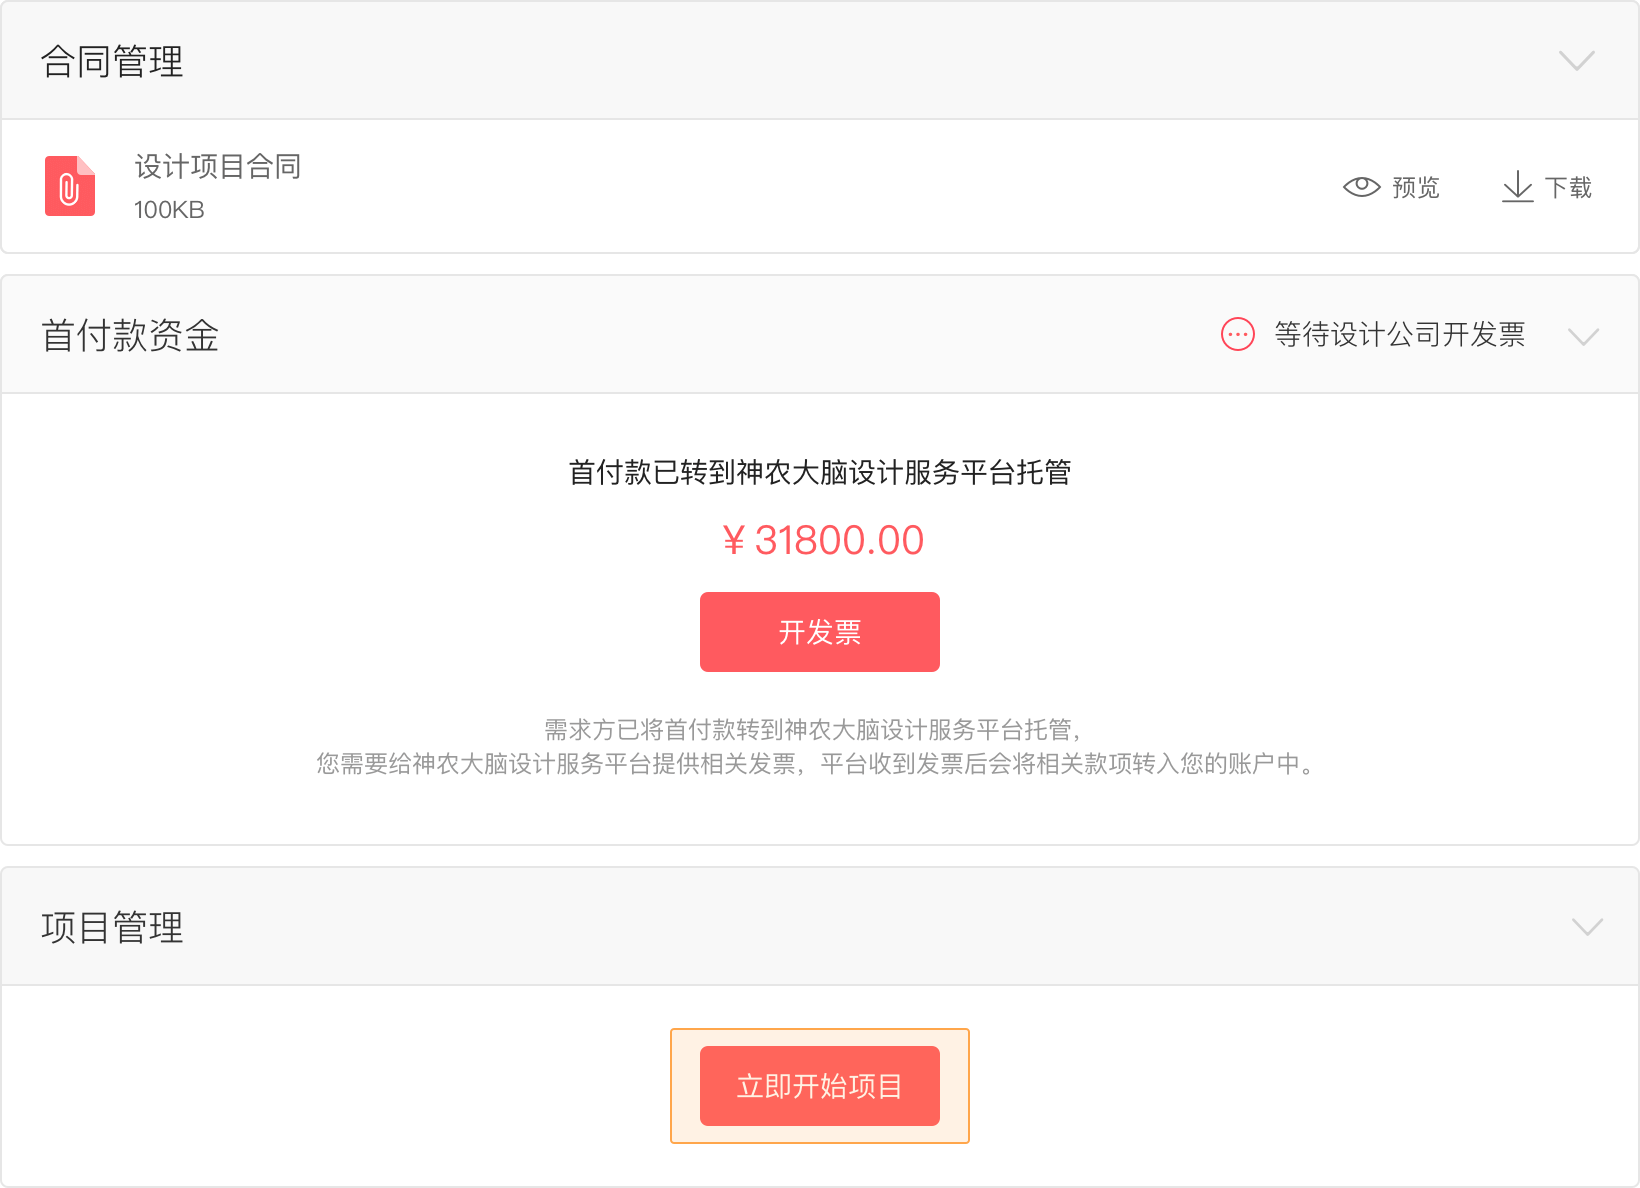 合同管理
设计项目合同
100KB
预览
下载
首付款资金
等待设计公司开发票
首付款已转到神农大脑设计服务平台托管
¥ 31800.00
开发票
需求方已将首付款转到神农大脑设计服务平台托管，
您需要给神农大脑设计服务平台提供相关发票，平台收到发票后会将相关款项转入您的账户中。
项目管理
立即开始项目